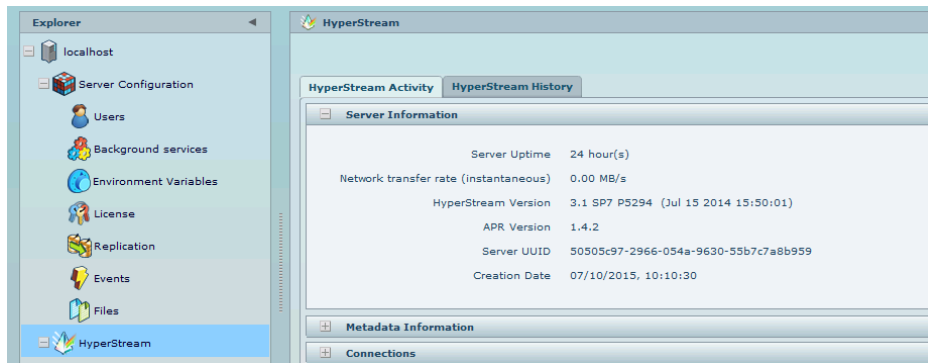 Explorer
localhost
Server Configuration
Users
Background services
Environment Variables
License
Replication
Events
Files
HyperStream
HyperStream
HyperStream Activity HyperStream History
Server Information
Server Uptime 24 hour(s)
Network transfer rate (instantaneous) 0.00 MB/s
HyperStream Version 3.1 SP7 P5294 (Jul 15 2014 15:50:01)
APR Version 1.4.2
Server UUID 50505c97-2966-054a-9630-55b7c7a8b959
Creation Date 07/10/2015, 10:10:30
Metadata Information
Connections